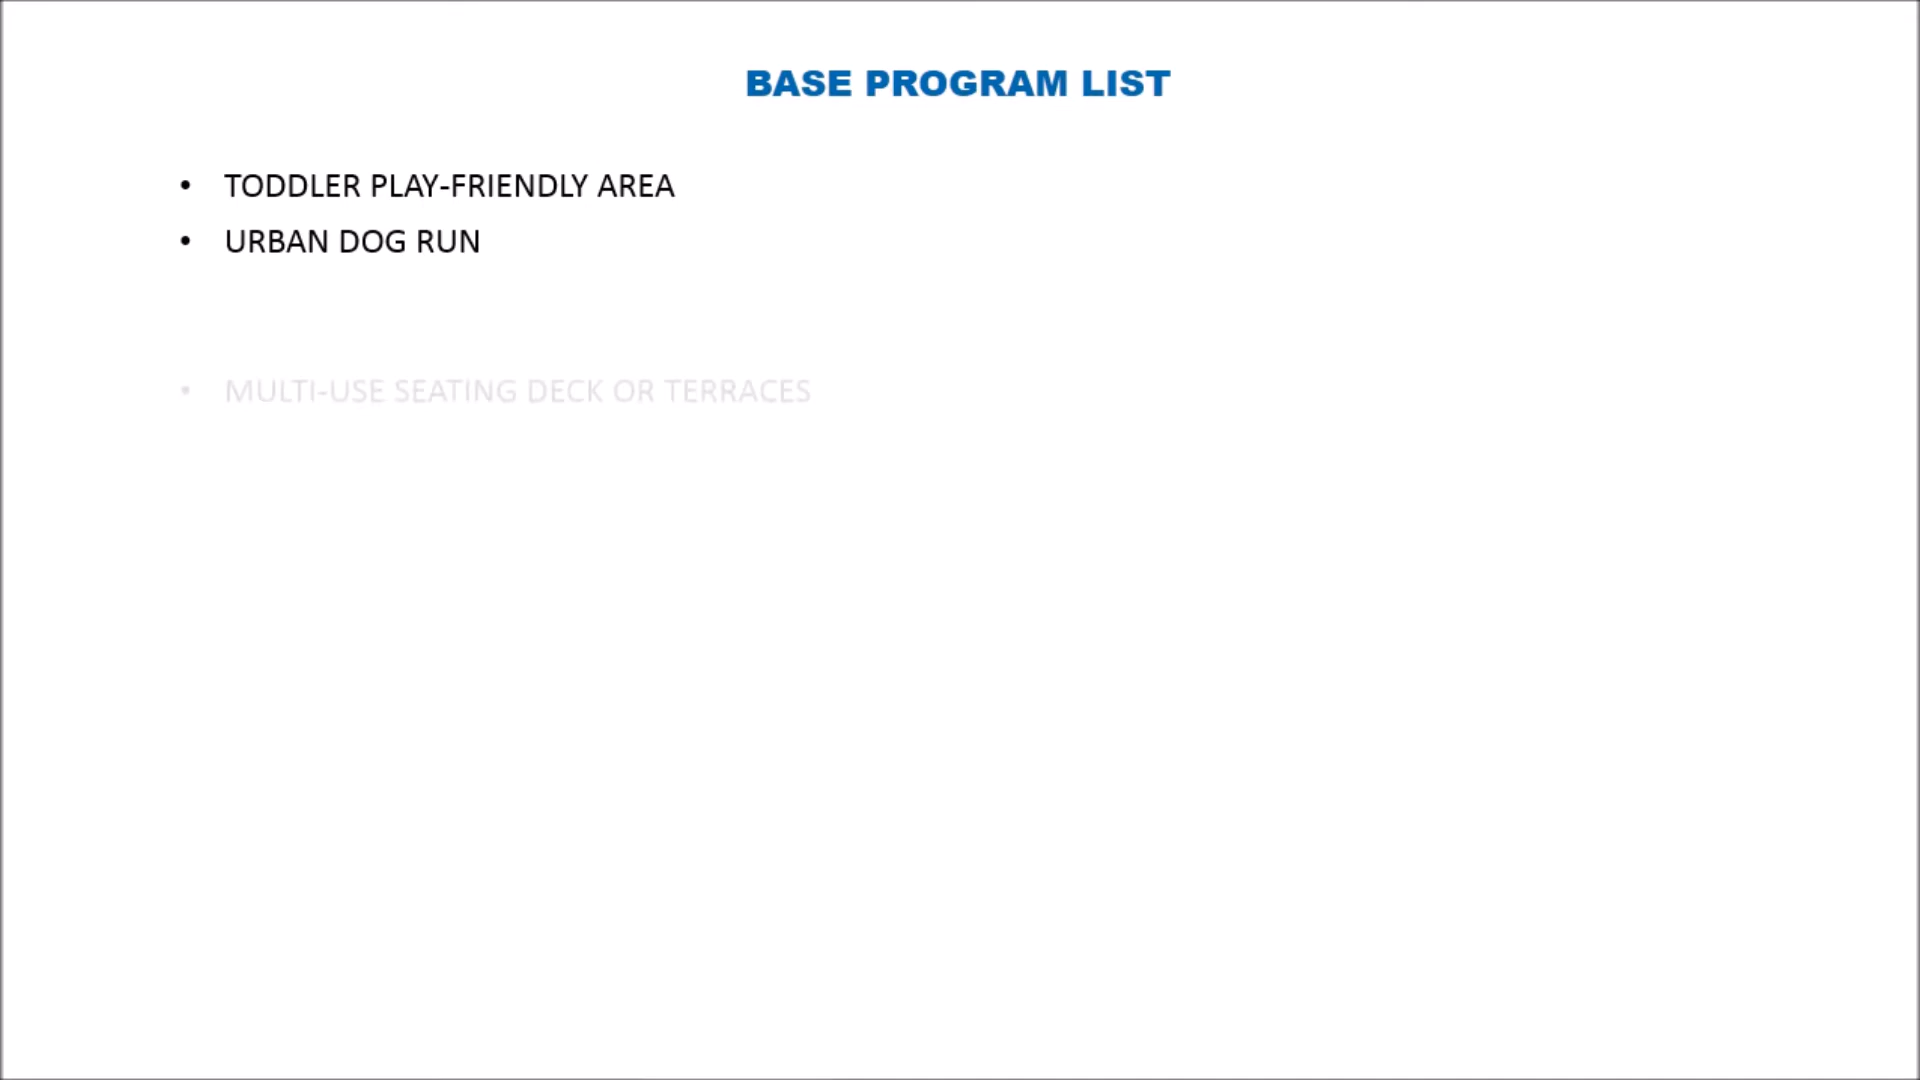 BASE PROGRAM LIST
• TODDLER PLAY-FRIENDLY AREA
• URBAN DOG RUN
• MULTI-USE SEATING DECK OR TERRACES